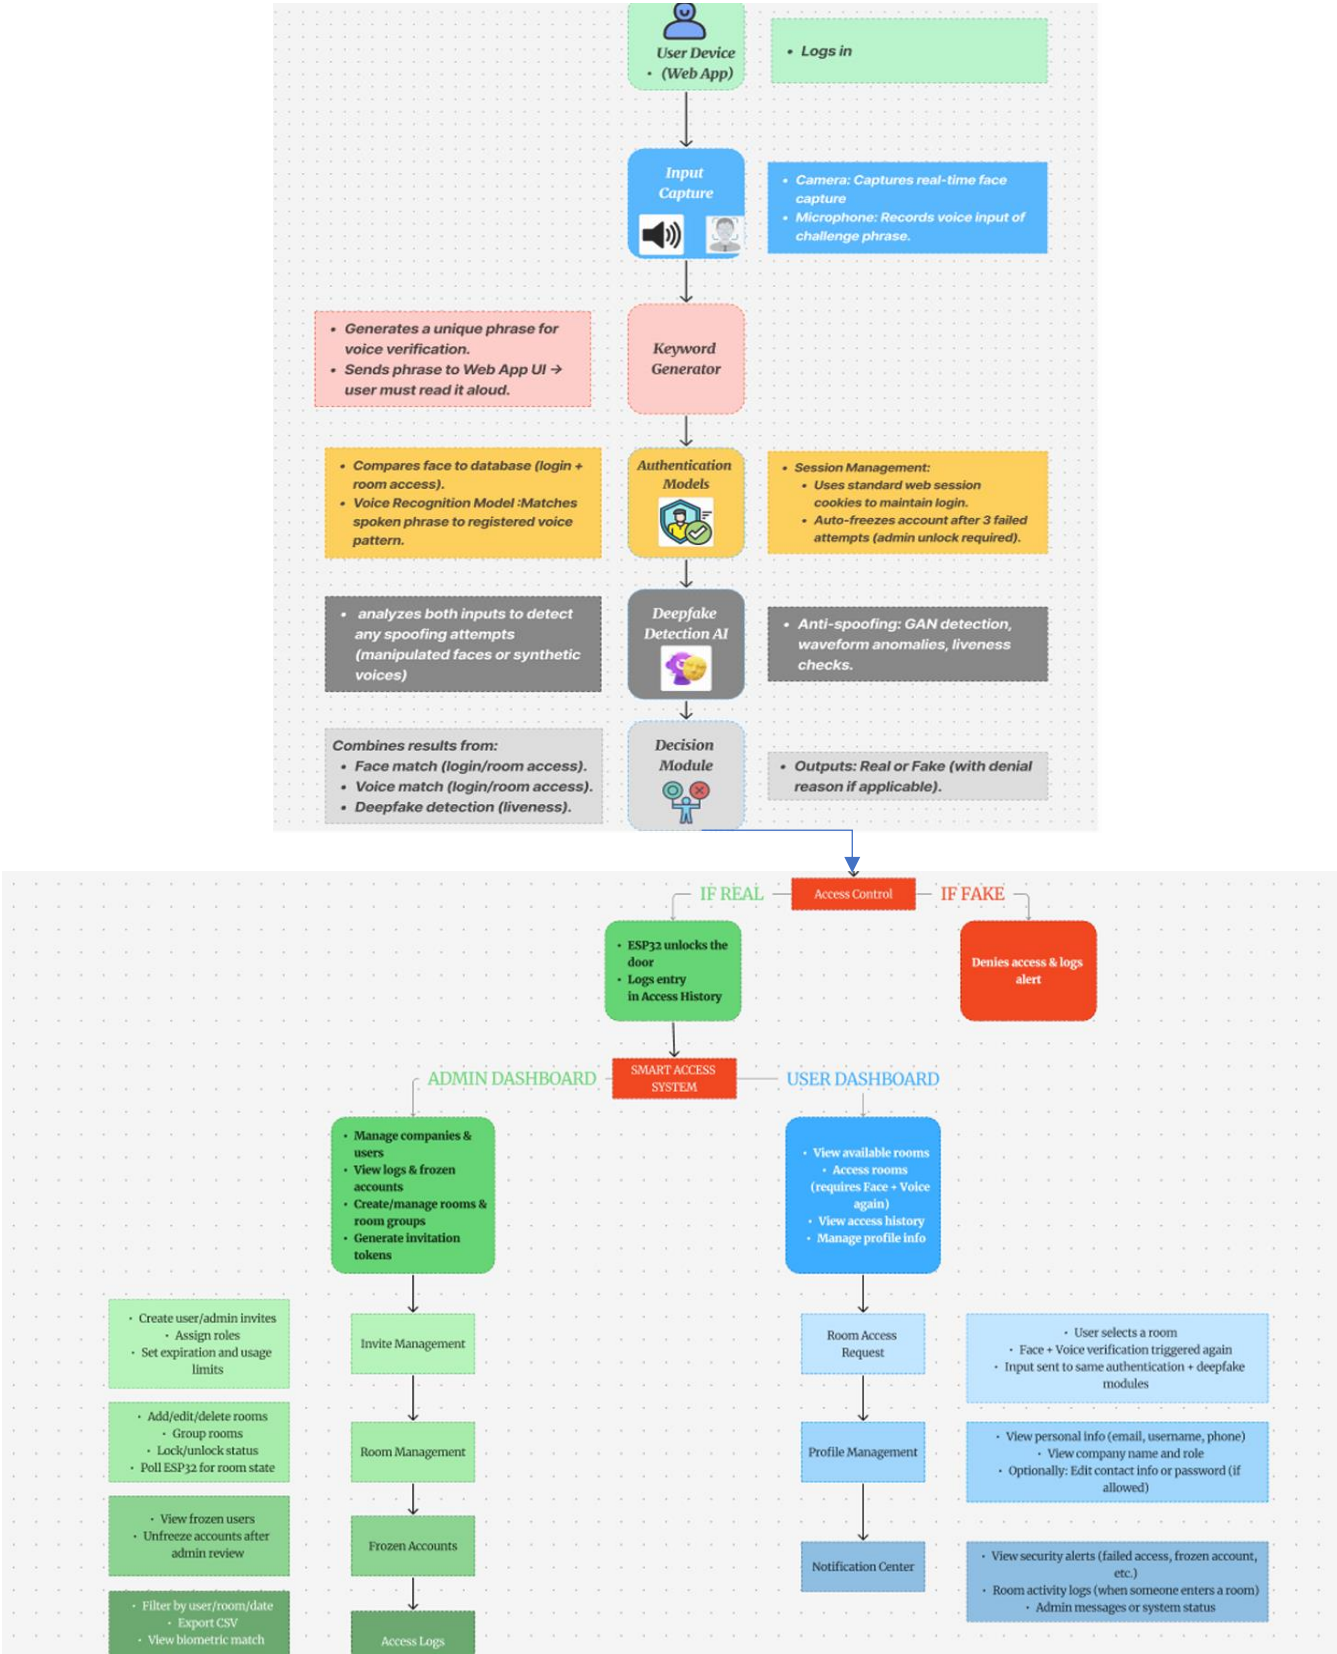 User Device
• (Web App)
• Logs in
Input
Capture
• Camera: Captures real-time face
capture
• Microphone: Records voice input of
challenge phrase.
• Generates a unique phrase for
voice verification.
• Sends phrase to Web App UI →
user must read it aloud.
Keyword
Generator
• Compares face to database (login +
room access).
• Voice Recognition Model :Matches
spoken phrase to registered voice
pattern.
Authentication
Models
• Session Management:
• Uses standard web session
cookies to maintain login.
• Auto-freezes account after 3 failed
attempts (admin unlock required).
• analyzes both inputs to detect
any spoofing attempts
(manipulated faces or synthetic
voices)
Deepfake
Detection AI
• Anti-spoofing: GAN detection,
waveform anomalies, liveness
checks.
Combines results from:
• Face match (login/room access).
• Voice match (login/room access).
• Deepfake detection (liveness).
Decision
Module
• Outputs: Real or Fake (with denial
reason if applicable).
IF REAL
Access Control
IF FAKE
• ESP32 unlocks the
door
• Logs entry
in Access History
Denies access & logs
alert
ADMIN DASHBOARD
SMART ACCESS
SYSTEM
USER DASHBOARD
• Manage companies &
users
• View logs & frozen
accounts
• Create/manage rooms &
room groups
• Generate invitation
tokens
• View available rooms
• Access rooms
(requires Face + Voice
again)
• View access history
• Manage profile info
• Create user/admin invites
• Assign roles
• Set expiration and usage
limits
Invite Management
Room Access
Request
• User selects a room
• Face + Voice verification triggered again
• Input sent to same authentication + deepfake
modules
• Add/edit/delete rooms
• Group rooms
• Lock/unlock status
• Poll ESP32 for room state
Room Management
Profile Management
• View personal info (email, username, phone)
• View company name and role
• Optionally: Edit contact info or password (if
allowed)
• View frozen users
• Unfreeze accounts after
admin review
Frozen Accounts
Notification Center
• View security alerts (failed access, frozen account,
etc.)
• Room activity logs (when someone enters a room)
• Admin messages or system status
• Filter by user/room/date
• Export CSV
• View biometric match
Access Logs